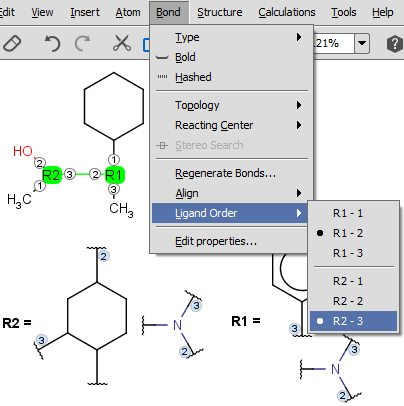 Edit View Insert Atom Bond Structure Calculations Tools Help
21%
Type
Bold
Hashed
Topology
Reacting Center
Stereo Search
Regenerate Bonds...
Align
Ligand Order
Edit properties...
R1 - 1
R1 - 2
R1 - 3
R2 - 1
R2 - 2
R2 - 3
1
HO 2
R2 3 2 R1
1 3
H₃C CH₃
2
3
R2 =
3
N
2
R1 =
3
3
N
2